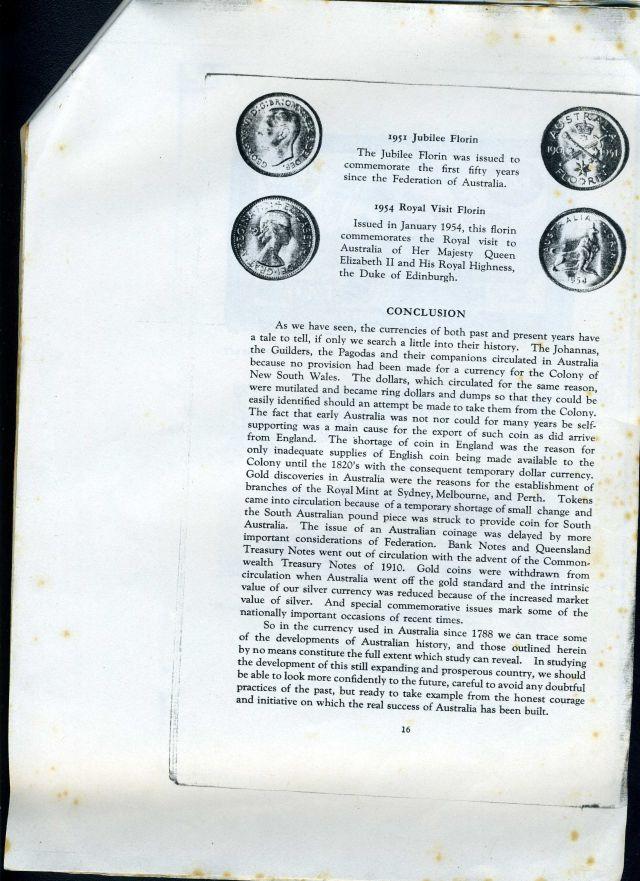 1951 Jubilee Florin
The Jubilee Florin was issued to
commemorate the first fifty years
since the Federation of Australia.
AUSTRALIA
FLORIN
1954 Royal Visit Florin
Issued in January 1954, this florin
commemorates the Royal visit to
Australia of Her Majesty Queen
Elizabeth II and His Royal Highness,
the Duke of Edinburgh.
1954
CONCLUSION
As we have seen, the currencies of both past and present years have
a tale to tell, if only we search a little into their history. The Johannas,
the Guilders, the Pagodas and their companions circulated in Australia
because no provision had been made for a currency for the Colony of
New South Wales. The dollars, which circulated for the same reason,
were mutilated and became ring dollars and dumps so that they could be
easily identified should an attempt be made to take them from the Colony.
The fact that early Australia was not nor could for many years be self-
supporting was a main cause for the export of such coin as did arrive
from England. The shortage of coin in England was the reason for
only inadequate supplies of English coin being made available to the
Colony until the 1820's with the consequent temporary dollar currency.
Gold discoveries in Australia were the reasons for the establishment of
branches of the Royal Mint at Sydney, Melbourne, and Perth. Tokens
came into circulation because of a temporary shortage of small change and
the South Australian pound piece was struck to provide coin for South
Australia. The issue of an Australian coinage was delayed by more
important considerations of Federation. Bank Notes and Queensland
Treasury Notes went out of circulation with the advent of the Common-
wealth Treasury Notes of 1910. Gold coins were withdrawn from
circulation when Australia went off the gold standard and the intrinsic
value of our silver currency was reduced because of the increased market
value of silver. And special commemorative issues mark some of the
nationally important occasions of recent times.
So in the currency used in Australia since 1788 we can trace some
of the developments of Australian history, and those outlined herein
by no means constitute the full extent which study can reveal. In studying
the development of this still expanding and prosperous country, we should
be able to look more confidently to the future, careful to avoid any doubtful
practices of the past, but ready to take example from the honest courage
and initiative on which the real success of Australia has been built.
16